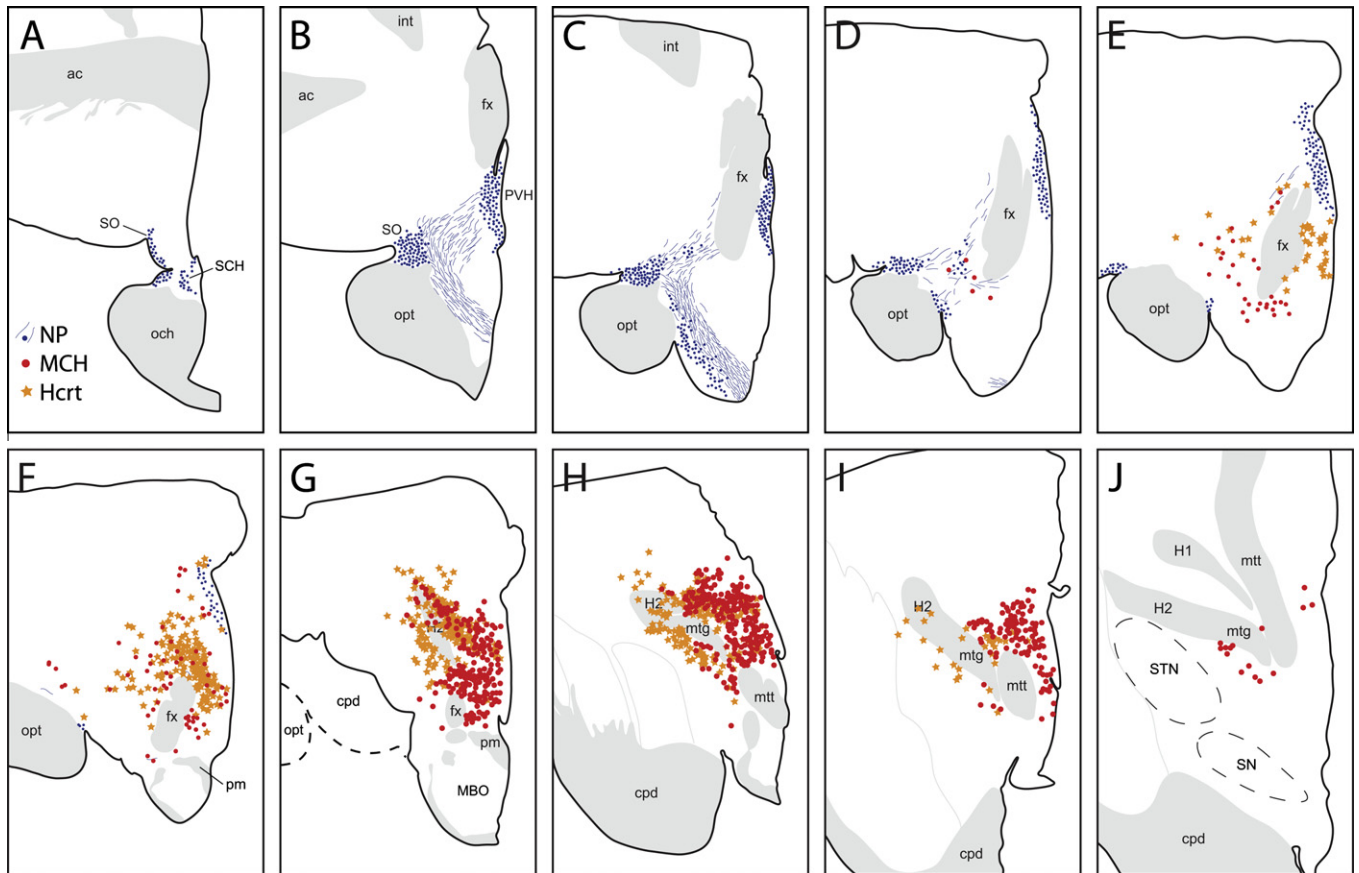 A
ac
SO
SCH
och
NP
MCH
Hcrt
B
int
ac
fx
PVH
SO
opt
C
int
fx
opt
D
fx
opt
E
fx
opt
F
fx
opt
pm
G
H2
cpd
fx
opt
pm
MBO
H
H2
mtg
mtt
cpd
I
H2
mtg
mtt
cpd
J
H1
mtt
H2
mtg
STN
SN
cpd